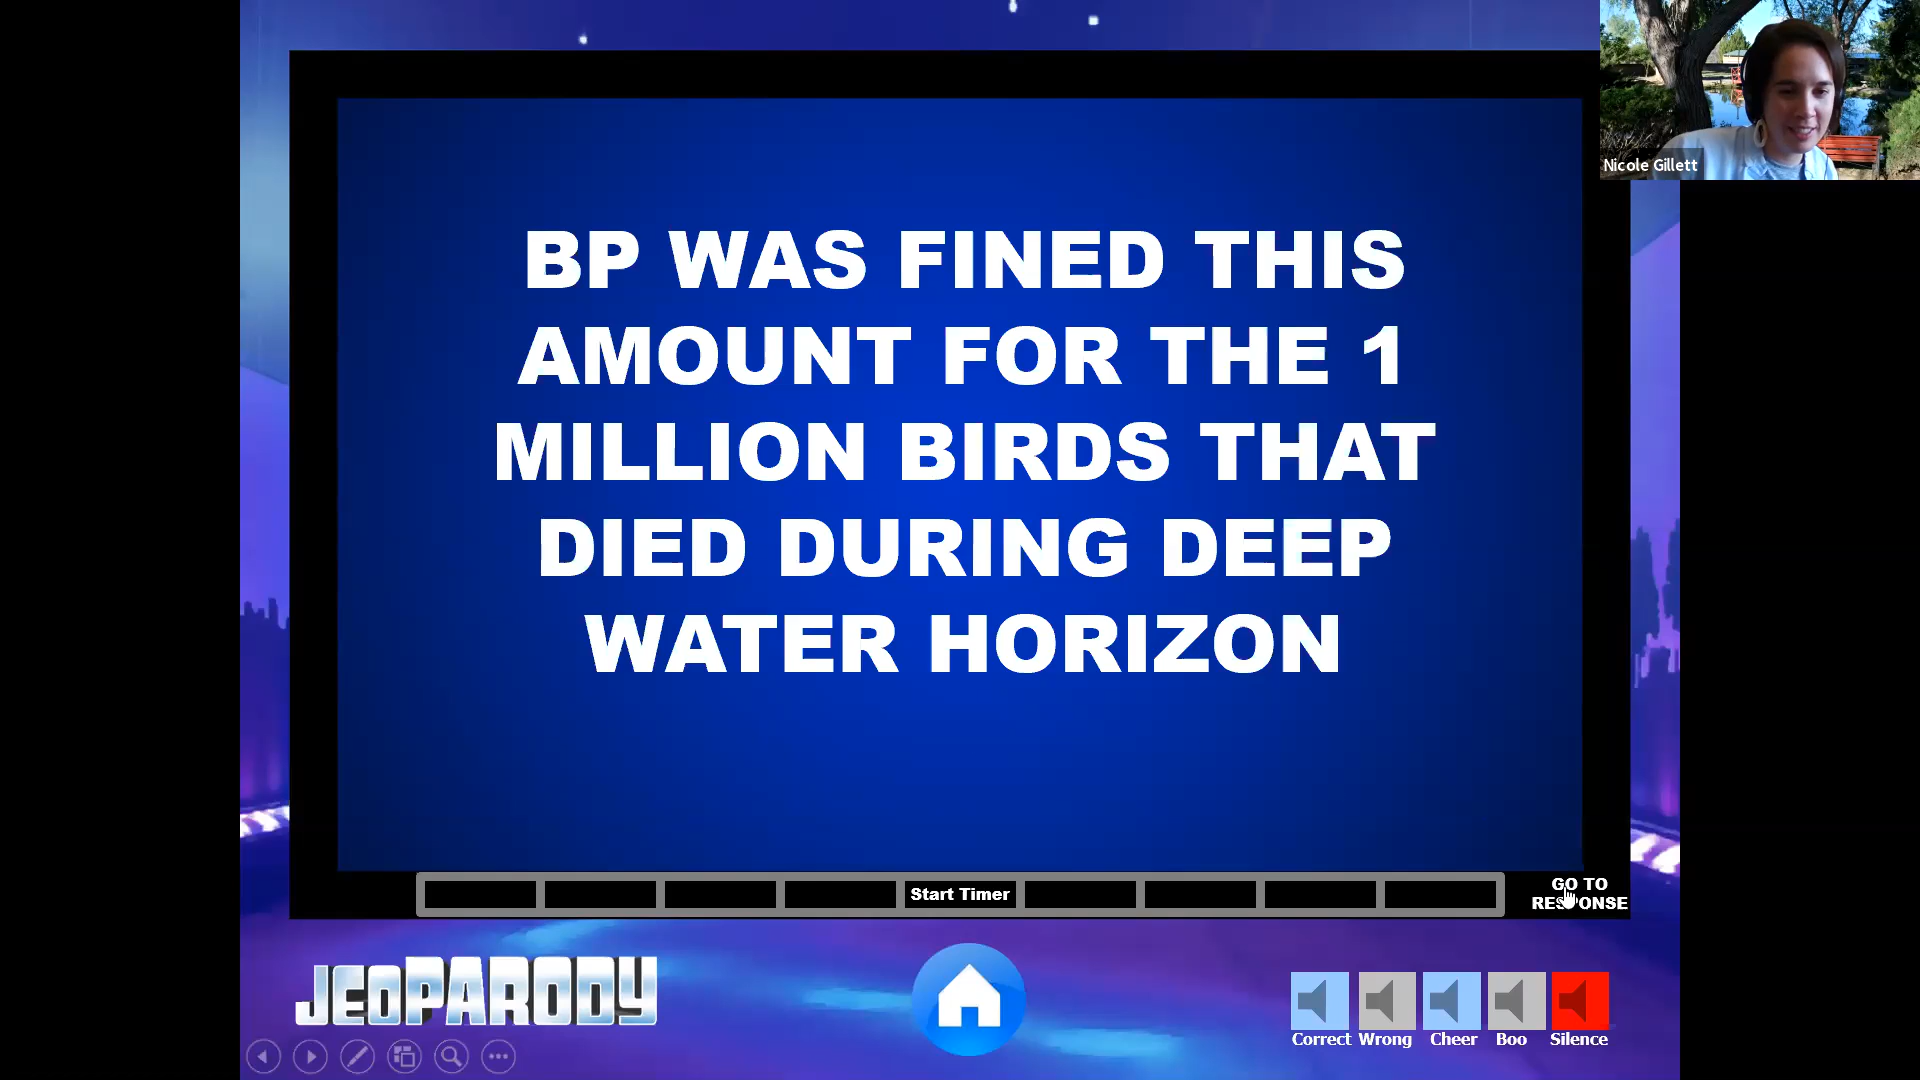 Nicole Gillett
BP WAS FINED THIS
AMOUNT FOR THE 1
MILLION BIRDS THAT
DIED DURING DEEP
WATER HORIZON
Start Timer
GO TO
RESPONSE
JEOPARODY
Correct Wrong Cheer Boo Silence